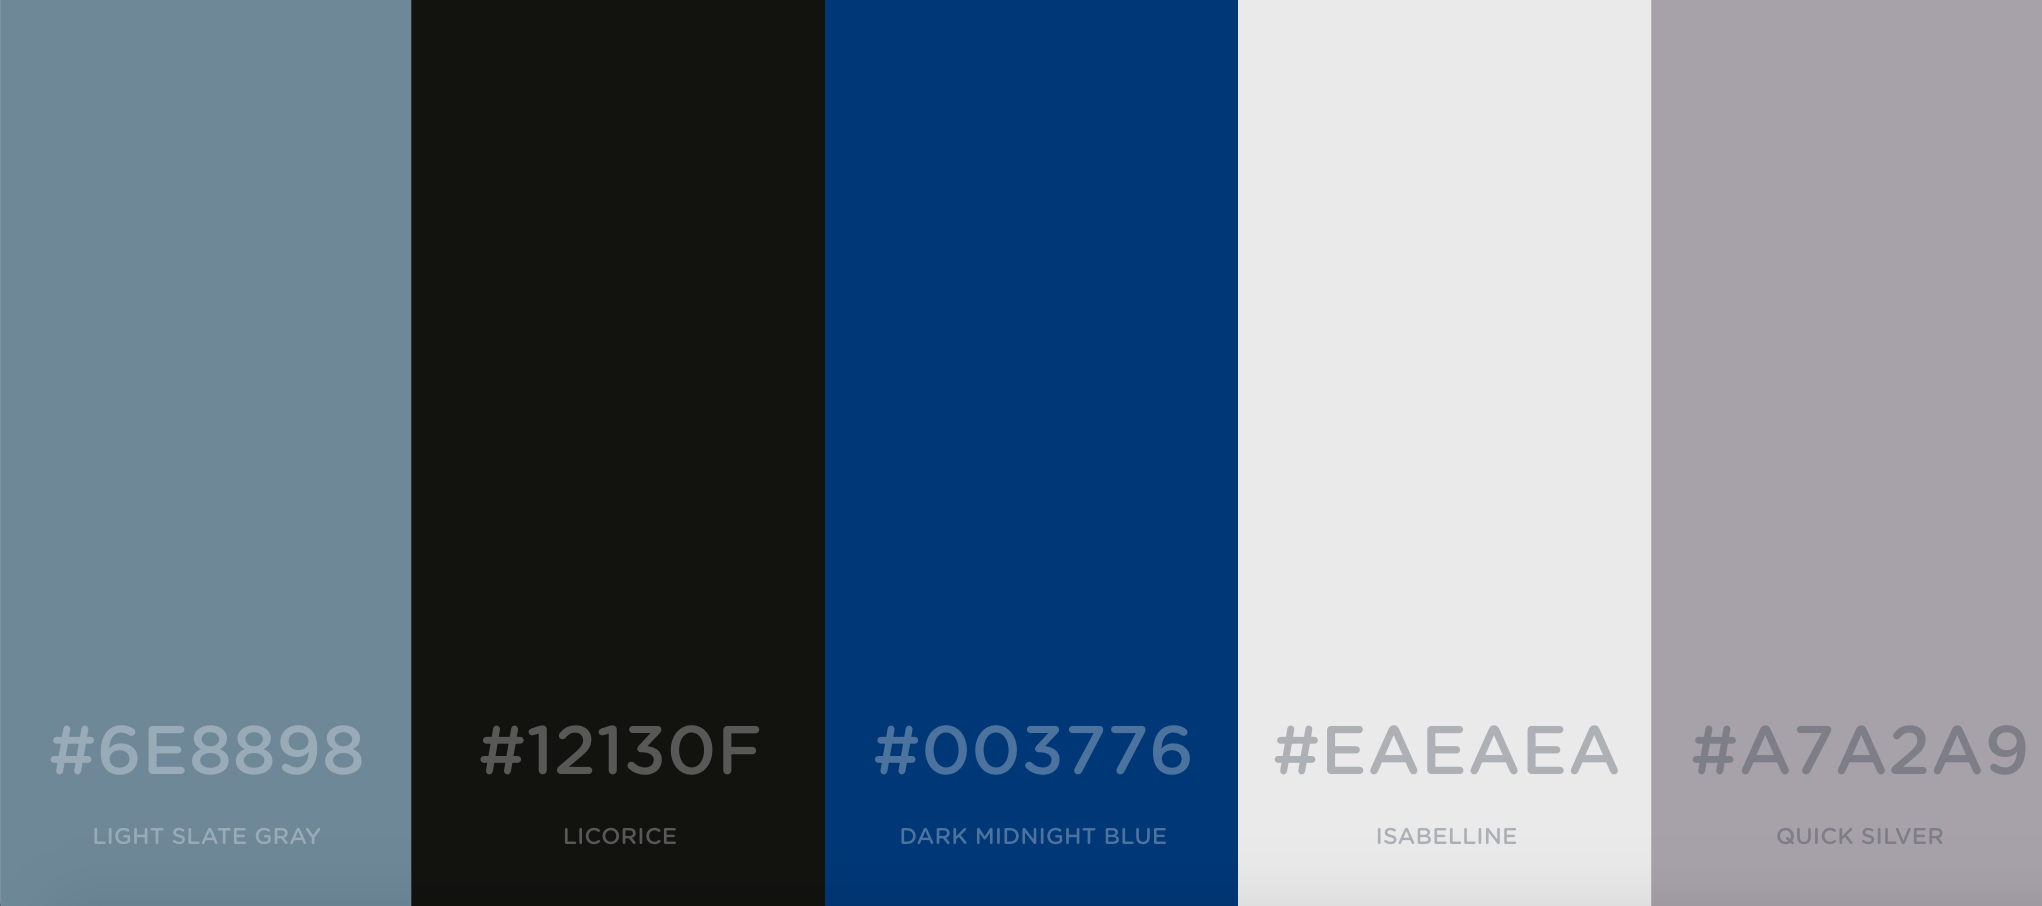 #6E8898
LIGHT SLATE GRAY
#12130F
LICORICE
#003776
DARK MIDNIGHT BLUE
#EAEAEA
ISABELLINE
#A7A2A9
QUICK SILVER